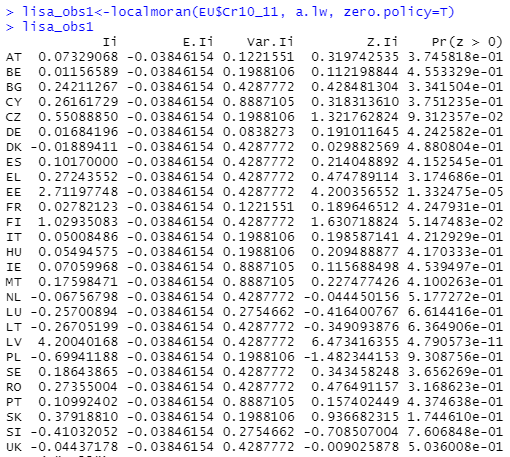 > lisa_obs1<-localmoran(EU$Cr10_11, a.lw, zero.policy=T)
> lisa_obs1
Ii E.Ii Var.Ii Z.Ii Pr(z > 0)
AT 0.07329068 -0.03846154 0.1221551 0.319742535 3.745818e-01
BE 0.01156589 -0.03846154 0.1988106 0.112198844 4.553329e-01
BG 0.24211267 -0.03846154 0.4287772 0.428481304 3.341504e-01
CY 0.26161729 -0.03846154 0.8887105 0.318313610 3.751235e-01
CZ 0.55088850 -0.03846154 0.1988106 1.321762824 9.312357e-02
DE 0.01684196 -0.03846154 0.0838273 0.191011645 4.242582e-01
DK -0.01889411 -0.03846154 0.4287772 0.029882569 4.880804e-01
ES 0.10170000 -0.03846154 0.4287772 0.214048892 4.152545e-01
EL 0.27243552 -0.03846154 0.4287772 0.474789114 3.174686e-01
EE 2.71197748 -0.03846154 0.4287772 4.200356552 1.332475e-05
FR 0.02782123 -0.03846154 0.1221551 0.189646512 4.247931e-01
FI 1.02935083 -0.03846154 0.4287772 1.630718824 5.147483e-02
IT 0.05008486 -0.03846154 0.1988106 0.198587141 4.212929e-01
HU 0.05494575 -0.03846154 0.1988106 0.209488877 4.170333e-01
IE 0.07059968 -0.03846154 0.8887105 0.115688498 4.539497e-01
MT 0.17598471 -0.03846154 0.8887105 0.227477426 4.100263e-01
NL -0.06756798 -0.03846154 0.4287772 -0.044450766 5.177272e-01
LU -0.25700894 -0.03846154 0.2754662 -0.416400767 6.614416e-01
LT -0.26705199 -0.03846154 0.4287772 -0.349093876 6.364906e-01
LV 4.20040168 -0.03846154 0.4287772 6.473416355 4.790573e-11
PL -0.69941188 -0.03846154 0.1988106 -1.482344153 9.308756e-01
SE 0.18643865 -0.03846154 0.4287772 0.343458248 3.656269e-01
RO 0.27355004 -0.03846154 0.4287772 0.476491157 3.168623e-01
PT 0.10992402 -0.03846154 0.8887105 0.157402449 4.374638e-01
SK 0.37918810 -0.03846154 0.1988106 0.936682315 1.744610e-01
SI -0.41032052 -0.03846154 0.2754662 -0.708507004 7.606848e-01
UK -0.04437178 -0.03846154 0.4287772 -0.009025878 5.036008e-01